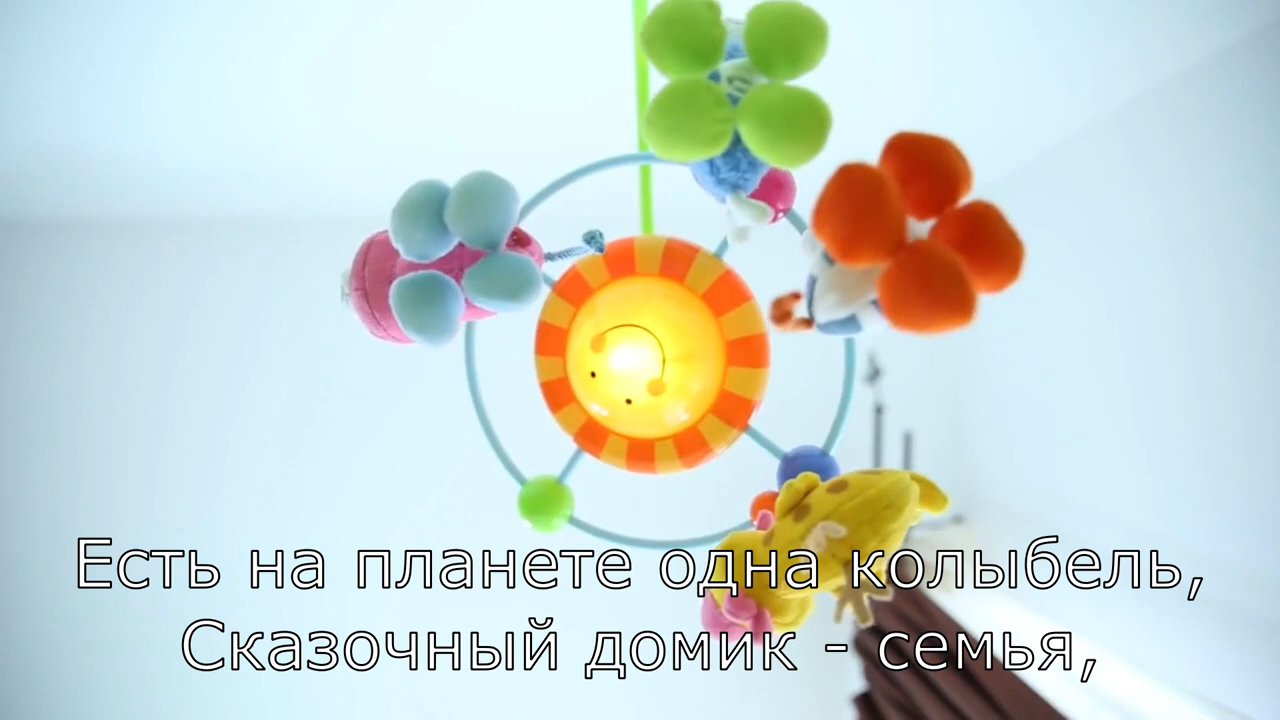 Есть на планете одна колыбель,
Сказочный домик - семья,